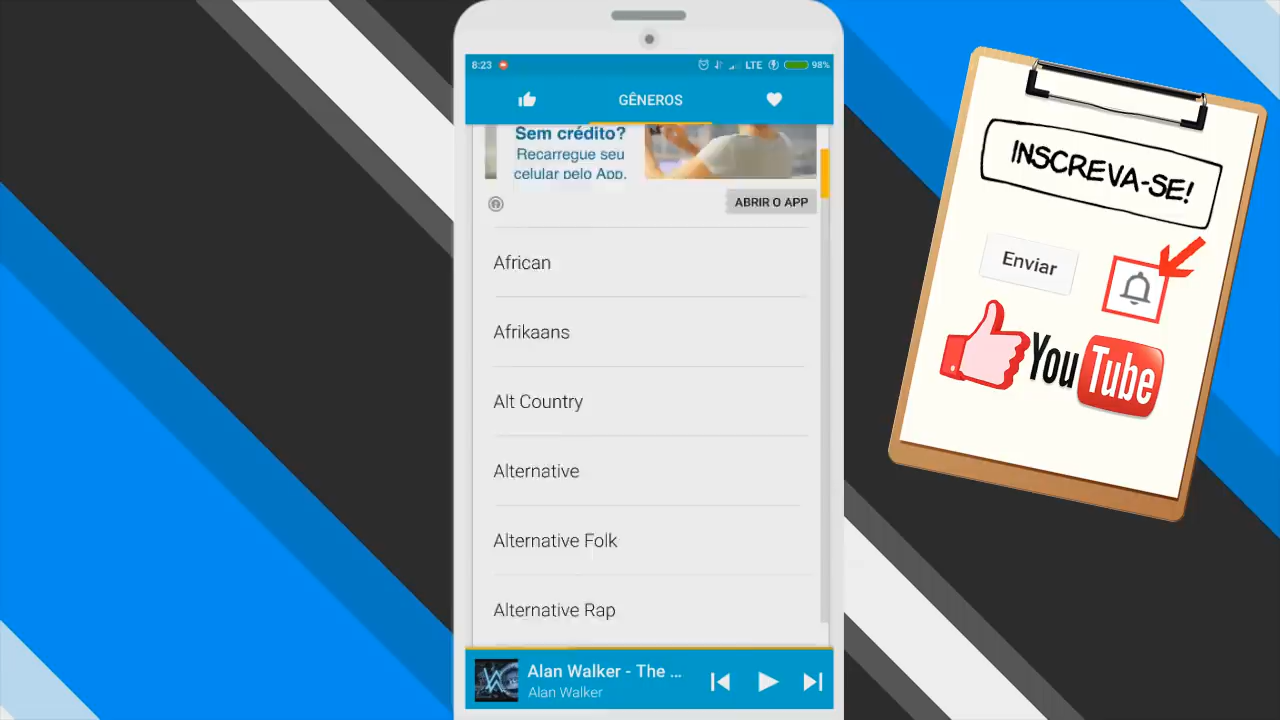 8:23 LTE 98%
GÊNEROS
Sem crédito?
Recarregue seu
celular pelo App.
ABRIR O APP
African
Afrikaans
Alt Country
Alternative
Alternative Folk
Alternative Rap
Alan Walker - The ...
Alan Walker
INSCREVA-SE!
Enviar
YouTube